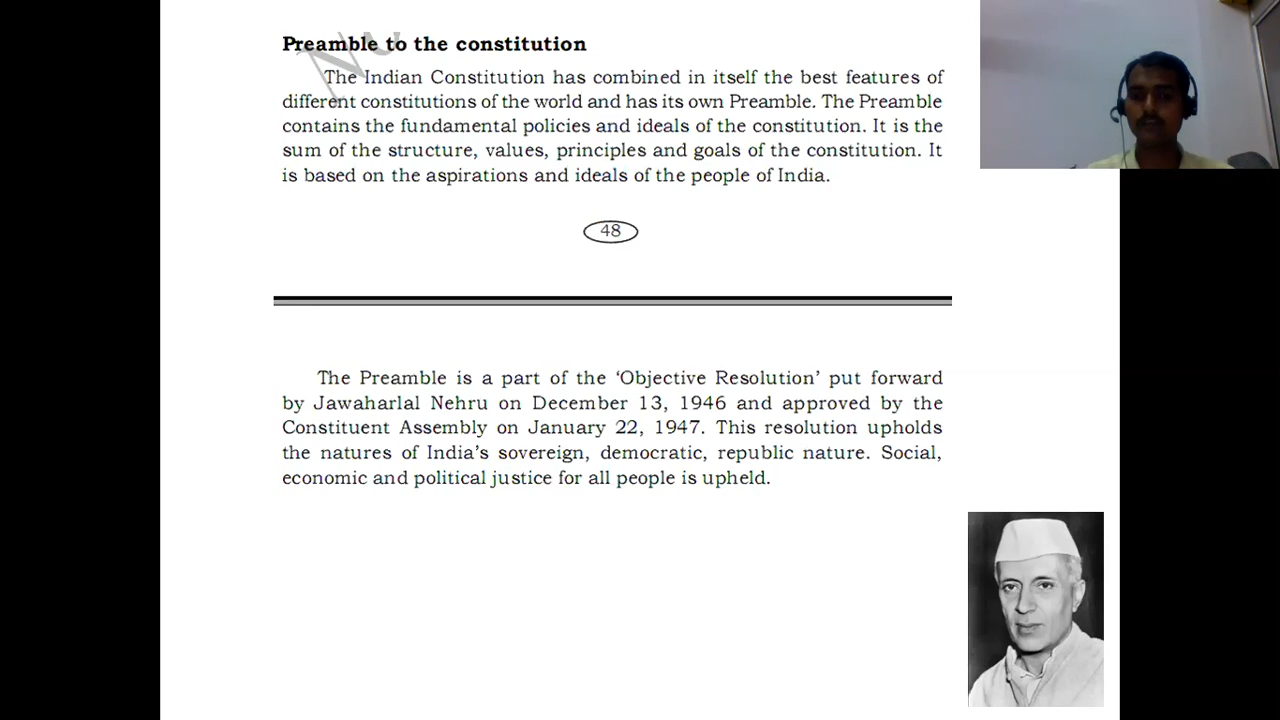 Preamble to the constitution
The Indian Constitution has combined in itself the best features of
different constitutions of the world and has its own Preamble. The Preamble
contains the fundamental policies and ideals of the constitution. It is the
sum of the structure, values, principles and goals of the constitution. It
is based on the aspirations and ideals of the people of India.
48
The Preamble is a part of the ‘Objective Resolution’ put forward
by Jawaharlal Nehru on December 13, 1946 and approved by the
Constituent Assembly on January 22, 1947. This resolution upholds
the natures of India’s sovereign, democratic, republic nature. Social,
economic and political justice for all people is upheld.